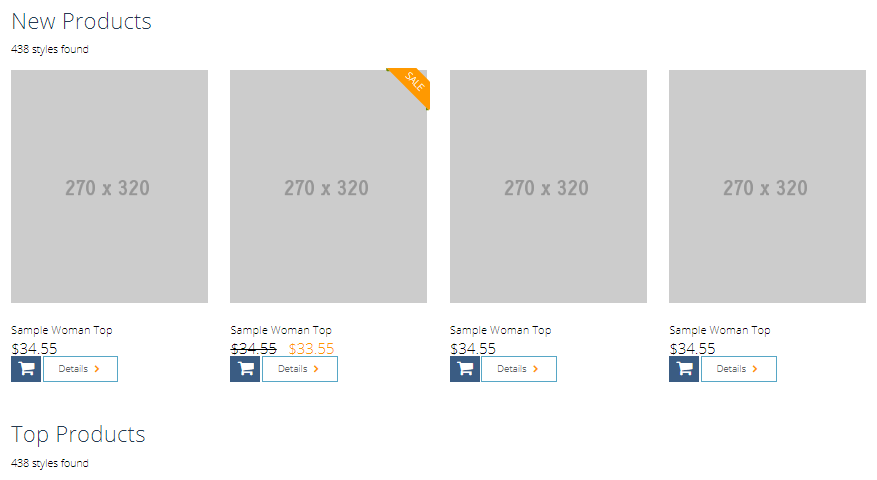 New Products
438 styles found
SALE
270 x 320
270 x 320
270 x 320
270 x 320
Sample Woman Top
$34.55
Details
Sample Woman Top
$34.55 $33.55
Details
Sample Woman Top
$34.55
Details
Sample Woman Top
$34.55
Details
Top Products
438 styles found